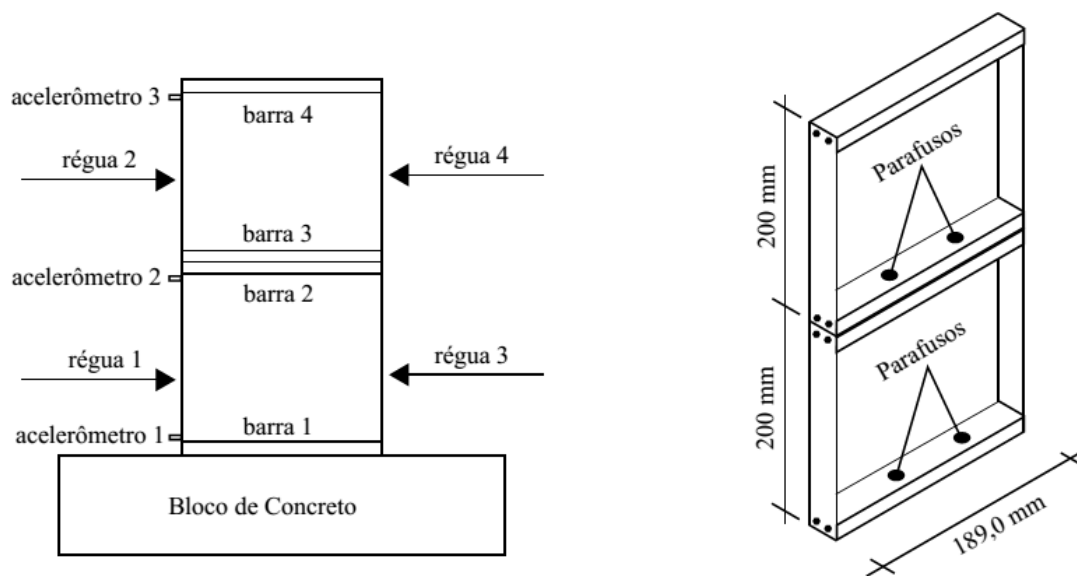 acelerômetro 3
barra 4
régua 2
régua 4
barra 3
acelerômetro 2
barra 2
régua 1
régua 3
acelerômetro 1
barra 1
Bloco de Concreto
Parafusos
200 mm
Parafusos
200 mm
189,0 mm